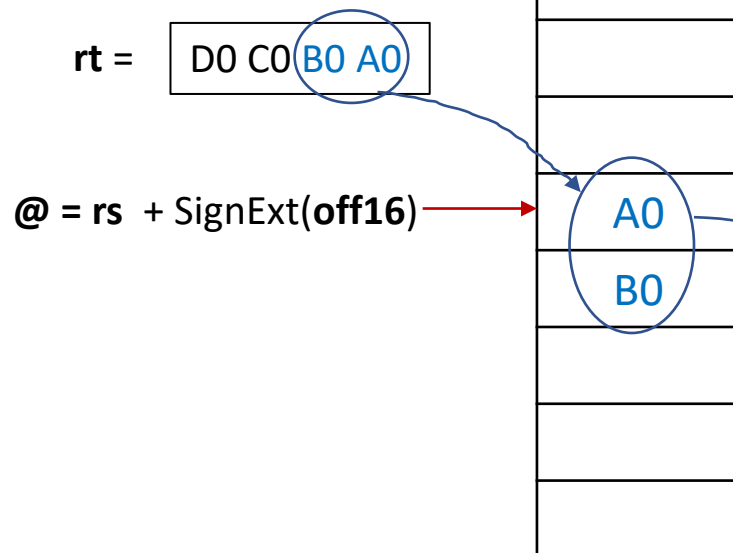 rt = D0 C0 B0 A0
@ = rs + SignExt(off16)
A0
B0